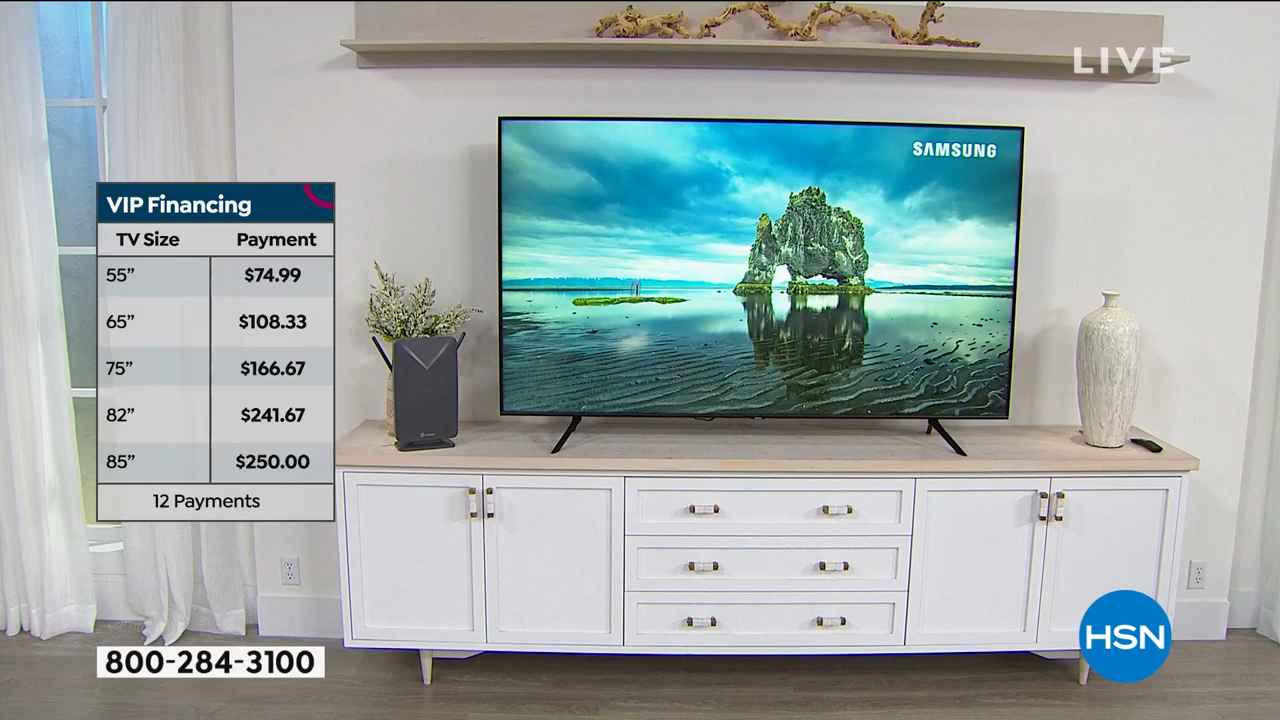 LIVE
SAMSUNG
VIP Financing
TV Size Payment
55” $74.99
65” $108.33
75” $166.67
82” $241.67
85” $250.00
12 Payments
800-284-3100
HSN